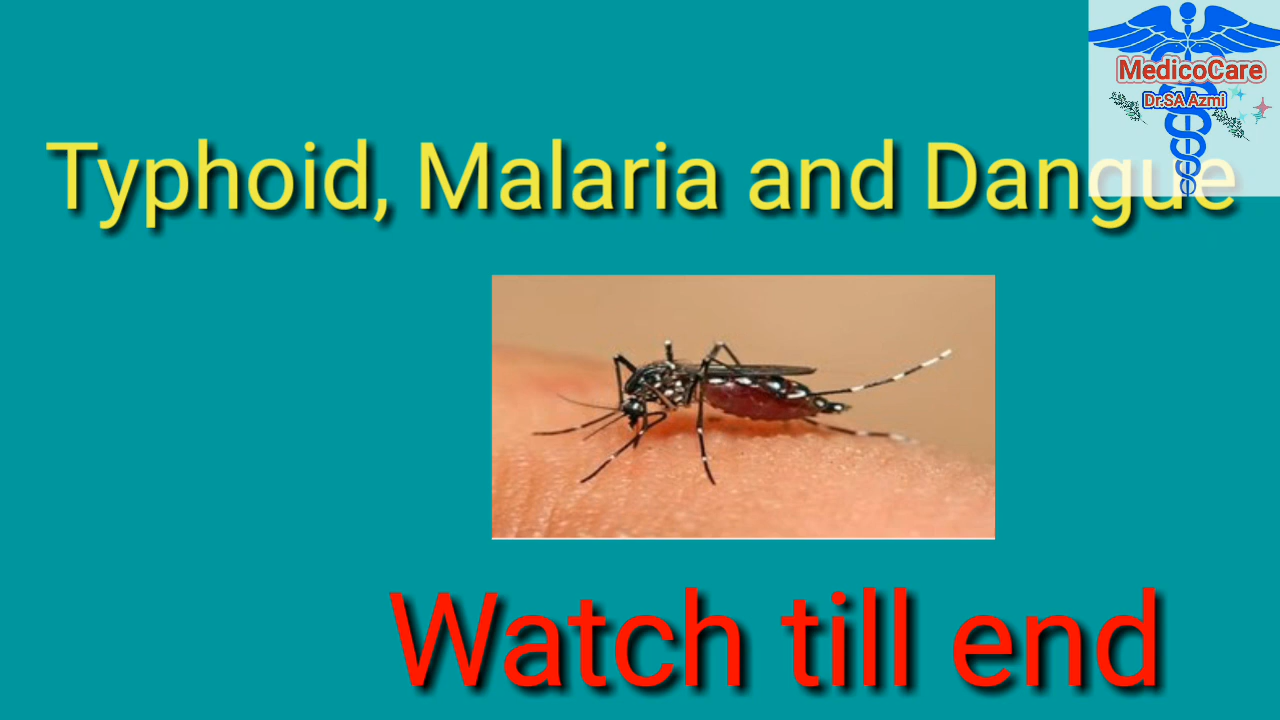 MedicoCare
Dr.SA Azmi
Typhoid, Malaria and Dangue
Watch till end